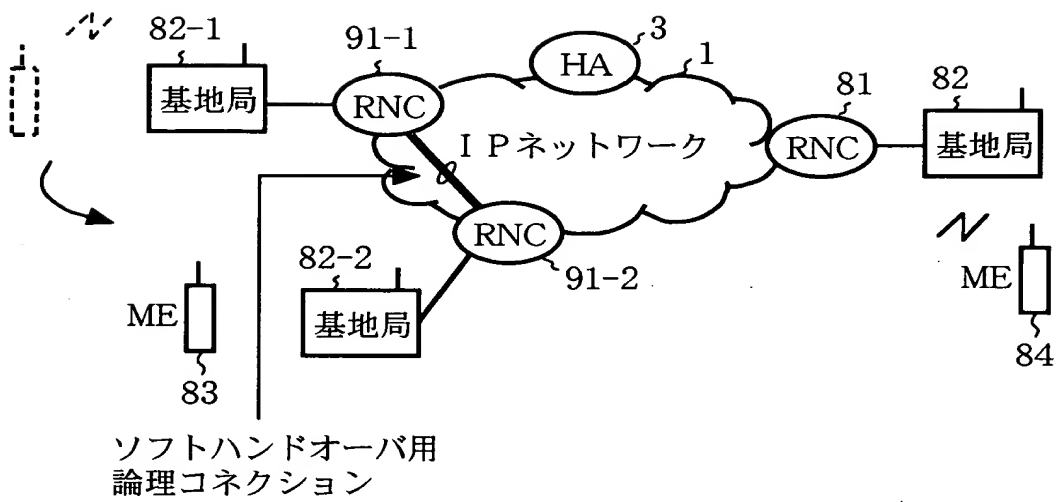 82-1
基地局
91-1
RNC
HA
3
1
81
RNC
82
基地局
IPネットワーク
RNC
91-2
82-2
基地局
ME
83
ME
84
ソフトハンドオーバ用
論理コネクション